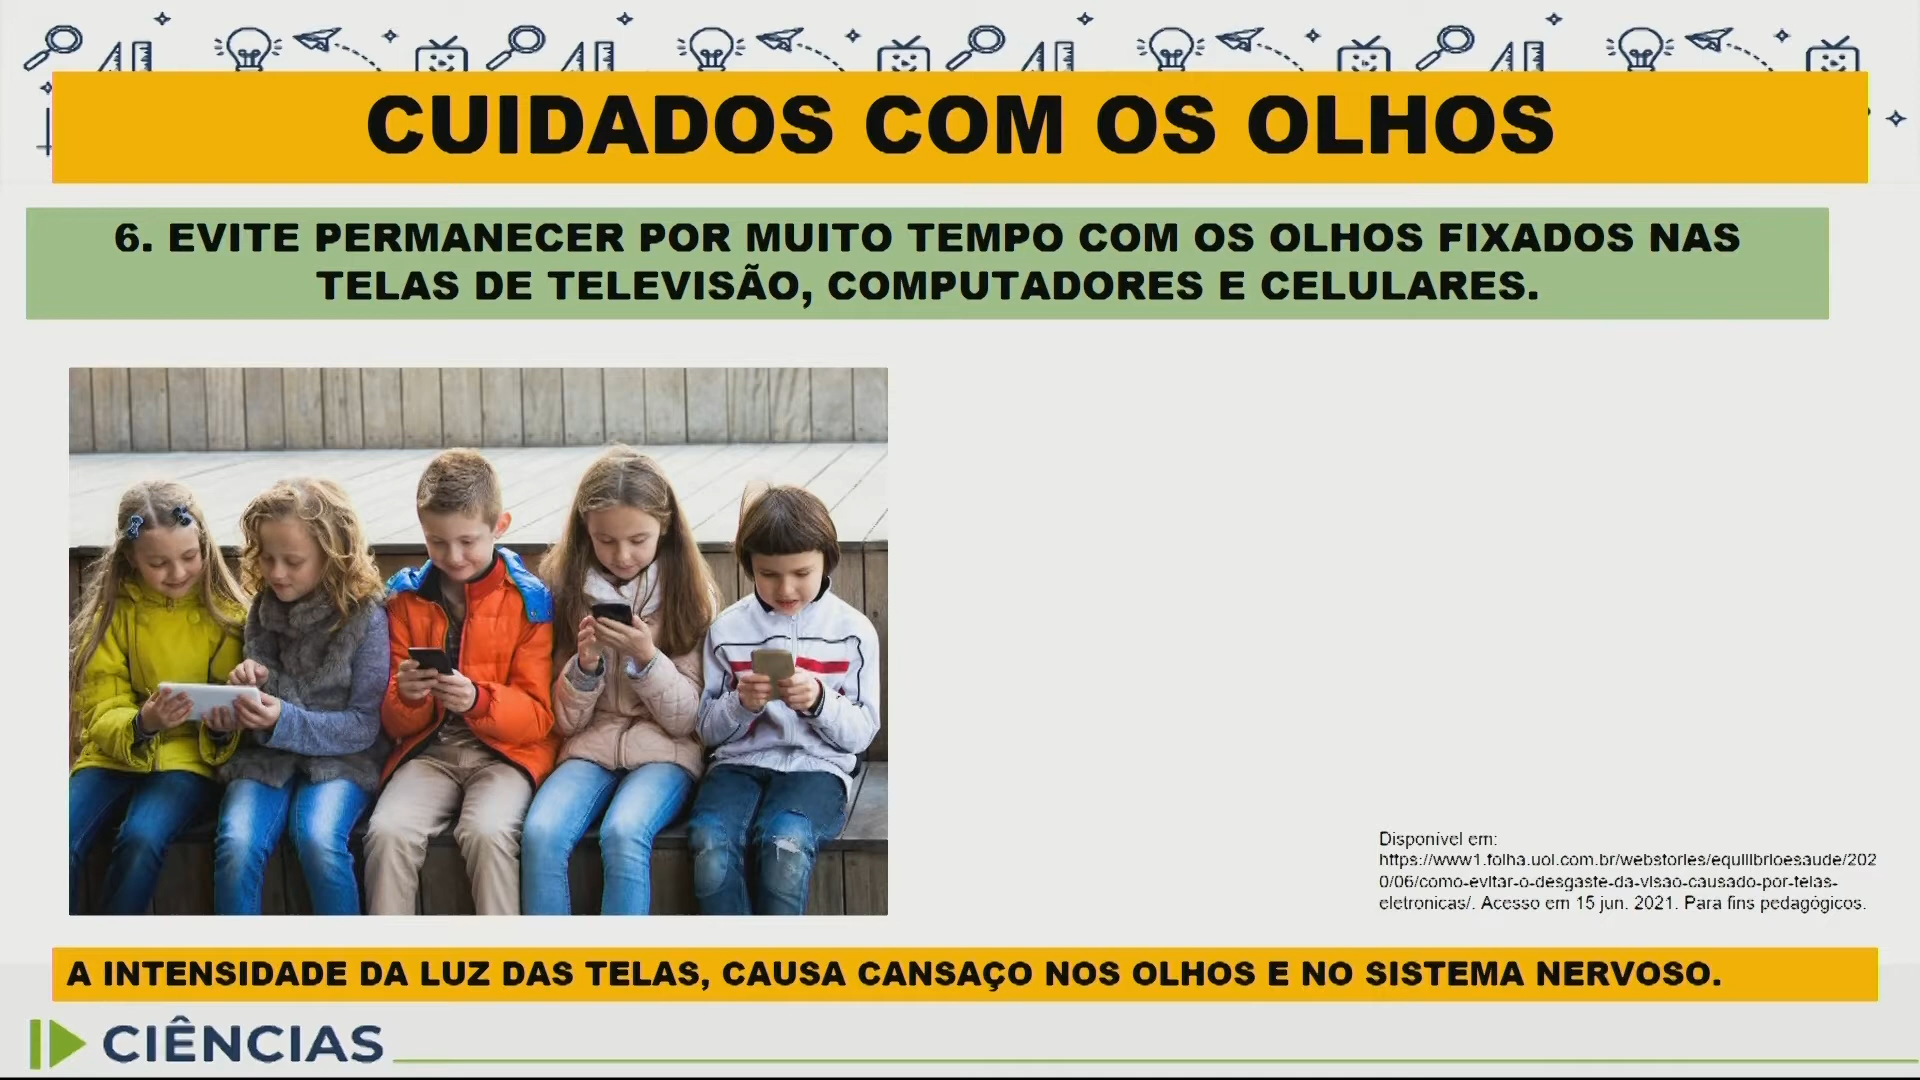 CUIDADOS COM OS OLHOS
6. EVITE PERMANECER POR MUITO TEMPO COM OS OLHOS FIXADOS NAS
TELAS DE TELEVISÃO, COMPUTADORES E CELULARES.
Disponível em:
https://www1.folha.uol.com.br/webstories/equilibrioesaude/202
0/06/como-evitar-o-desgaste-da-visao-causado-por-telas-
eletronicas/. Acesso em 15 jun. 2021. Para fins pedagógicos.
A INTENSIDADE DA LUZ DAS TELAS, CAUSA CANSAÇO NOS OLHOS E NO SISTEMA NERVOSO.
CIÊNCIAS